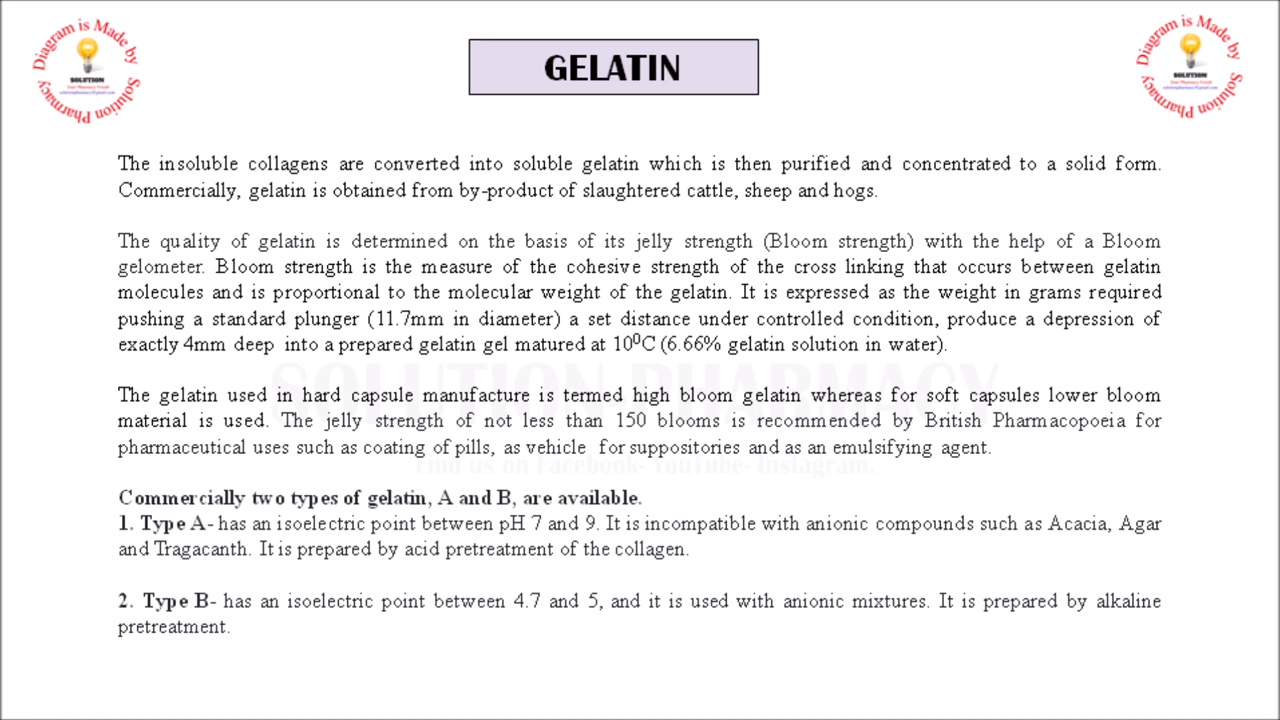 Diagram is Made by Solution Pharmacy
SOLUTION
Diagram is Made by Solution Pharmacy
SOLUTION
GELATIN
The insoluble collagens are converted into soluble gelatin which is then purified and concentrated to a solid form.
Commercially, gelatin is obtained from by-product of slaughtered cattle, sheep and hogs.
The quality of gelatin is determined on the basis of its jelly strength (Bloom strength) with the help of a Bloom
gelometer. Bloom strength is the measure of the cohesive strength of the cross linking that occurs between gelatin
molecules and is proportional to the molecular weight of the gelatin. It is expressed as the weight in grams required
pushing a standard plunger (11.7mm in diameter) a set distance under controlled condition, produce a depression of
exactly 4mm deep into a prepared gelatin gel matured at 10⁰C (6.66% gelatin solution in water).
SOLUTION PHARMACY
The gelatin used in hard capsule manufacture is termed high bloom gelatin whereas for soft capsules lower bloom
material is used. The jelly strength of not less than 150 blooms is recommended by British Pharmacopoeia for
pharmaceutical uses such as coating of pills, as vehicle for suppositories and as an emulsifying agent.
Find us on Facebook- YouTube- Instagram.
Commercially two types of gelatin, A and B, are available.
1. Type A- has an isoelectric point between pH 7 and 9. It is incompatible with anionic compounds such as Acacia, Agar
and Tragacanth. It is prepared by acid pretreatment of the collagen.
2. Type B- has an isoelectric point between 4.7 and 5, and it is used with anionic mixtures. It is prepared by alkaline
pretreatment.